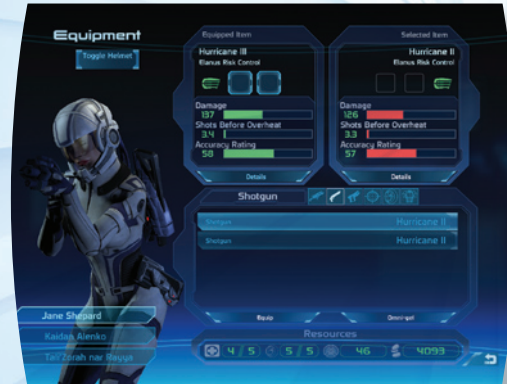 Equipment
Toggle Helmet
Equipped Item
Hurricane III
Elanus Risk Control
Damage
137
Shots Before Overheat
3.4
Accuracy Rating
58
Details
Selected Item
Hurricane II
Elanus Risk Control
Damage
126
Shots Before Overheat
3.3
Accuracy Rating
57
Details
Shotgun
Shotgun Hurricane II
Shotgun Hurricane II
Equip
Omni-gel
Jane Shepard
Kaidan Alenko
Tali'Zorah nar Rayya
Resources
4 / 5 5 / 5 46 4093